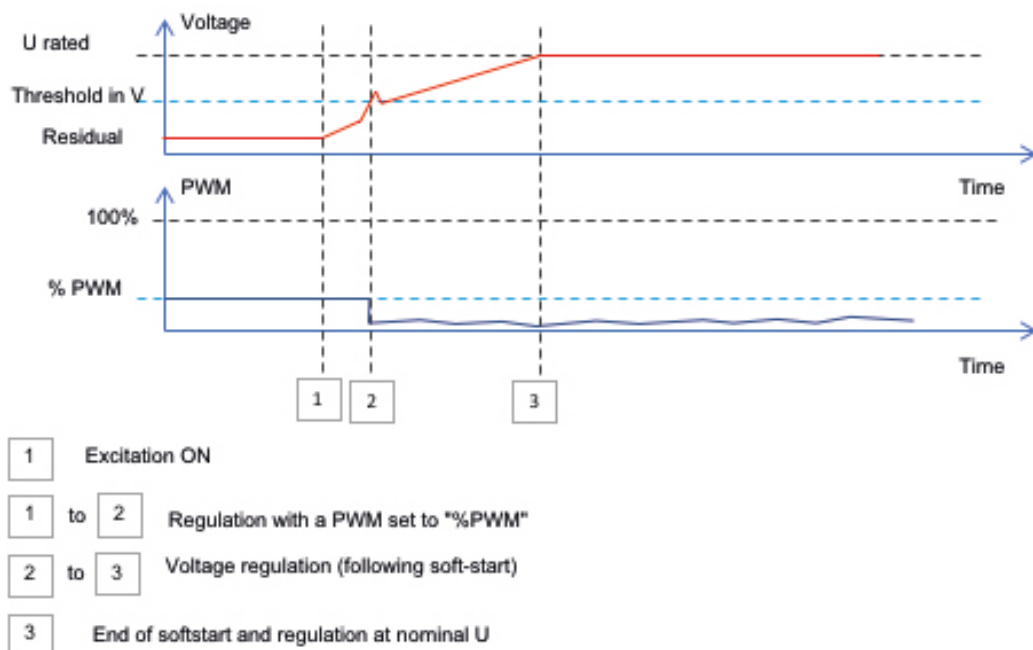 Voltage
U rated
Threshold in V
Residual
Time
PWM
100%
% PWM
Time
1 2 3
1 Excitation ON
1 to 2 Regulation with a PWM set to "%PWM"
2 to 3 Voltage regulation (following soft-start)
3 End of softstart and regulation at nominal U